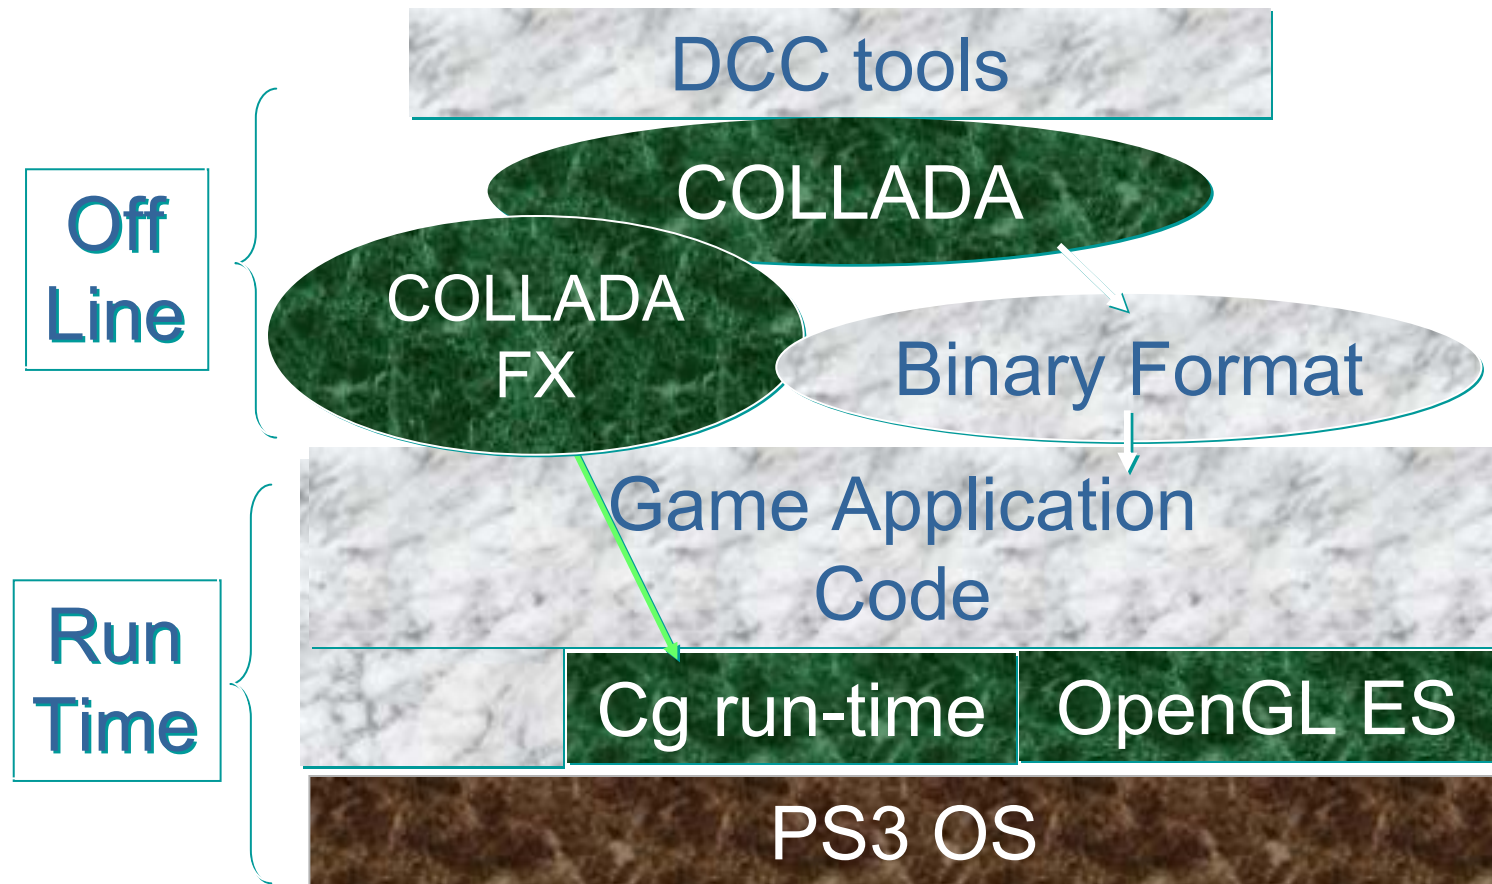 DCC tools
COLLADA
Off
Line
COLLADA
FX
Binary Format
Game Application
Code
Run
Time
Cg run-time
OpenGL ES
PS3 OS